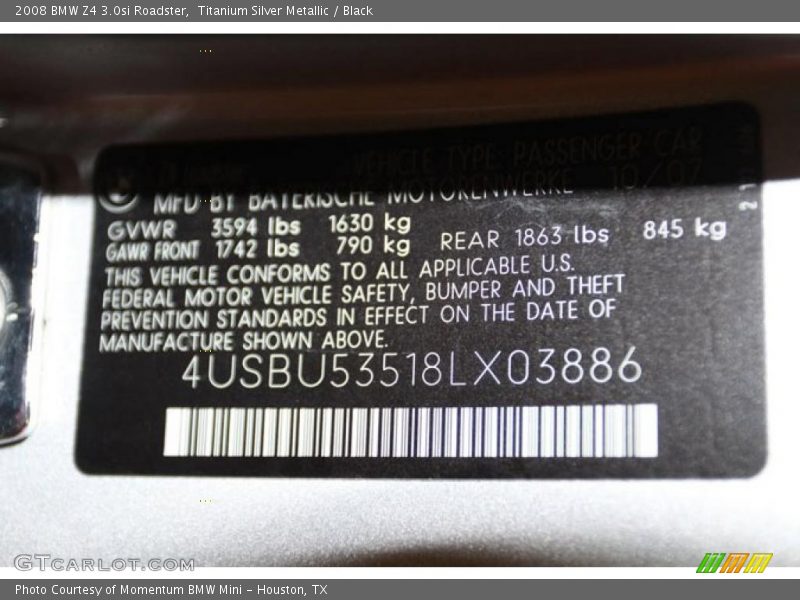 2008 BMW Z4 3.0si Roadster, Titanium Silver Metallic / Black
VEHICLE TYPE PASSENGER CAR
MFD BY BAYERISCHE MOTORENWERKE 10/07
GVWR 3594 lbs 1630 kg
GAWR FRONT 1742 lbs 790 kg REAR 1863 lbs 845 kg
THIS VEHICLE CONFORMS TO ALL APPLICABLE U.S.
FEDERAL MOTOR VEHICLE SAFETY, BUMPER AND THEFT
PREVENTION STANDARDS IN EFFECT ON THE DATE OF
MANUFACTURE SHOWN ABOVE.
4USBU53518LX03886
GTCARLOT.COM
Photo Courtesy of Momentum BMW Mini - Houston, TX